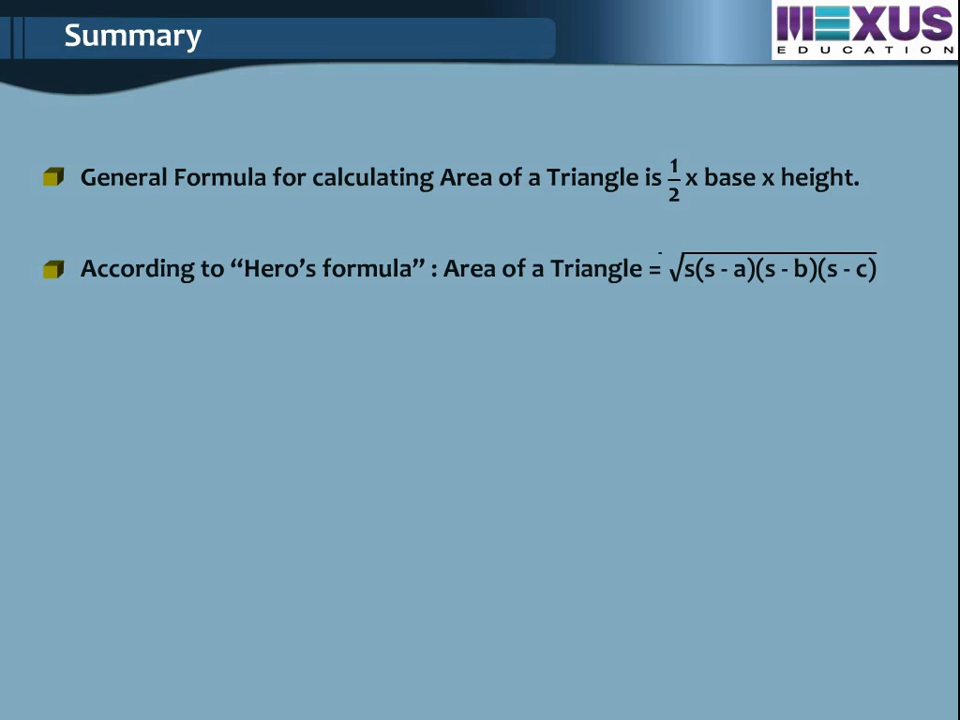 Summary
MEXUS
EDUCATION
General Formula for calculating Area of a Triangle is 1/2 x base x height.
According to “Hero’s formula” : Area of a Triangle = √s(s - a)(s - b)(s - c)